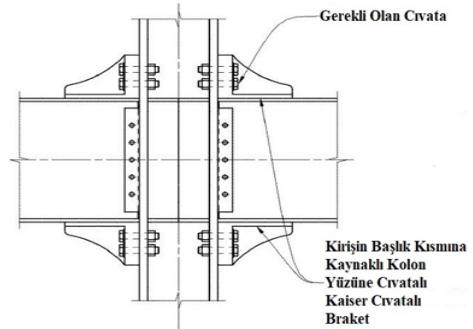 Gerekli Olan Cıvata
Kirişin Başlık Kısmına
Kaynaklı Kolon
Yüzüne Cıvatalı
Kaiser Cıvatalı
Braket